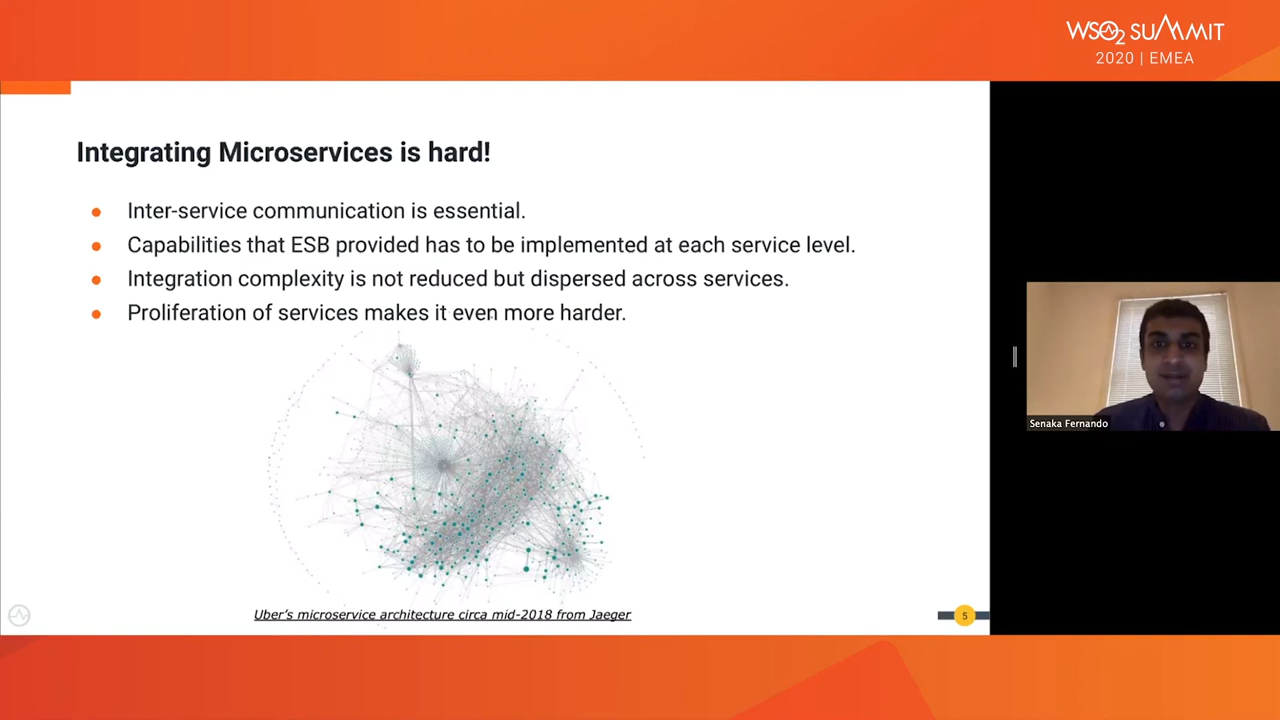 WSO2 SUMMIT
2020 | EMEA
Integrating Microservices is hard!
● Inter-service communication is essential.
● Capabilities that ESB provided has to be implemented at each service level.
● Integration complexity is not reduced but dispersed across services.
● Proliferation of services makes it even more harder.
Senaka Fernando
Uber's microservice architecture circa mid-2018 from Jaeger
5